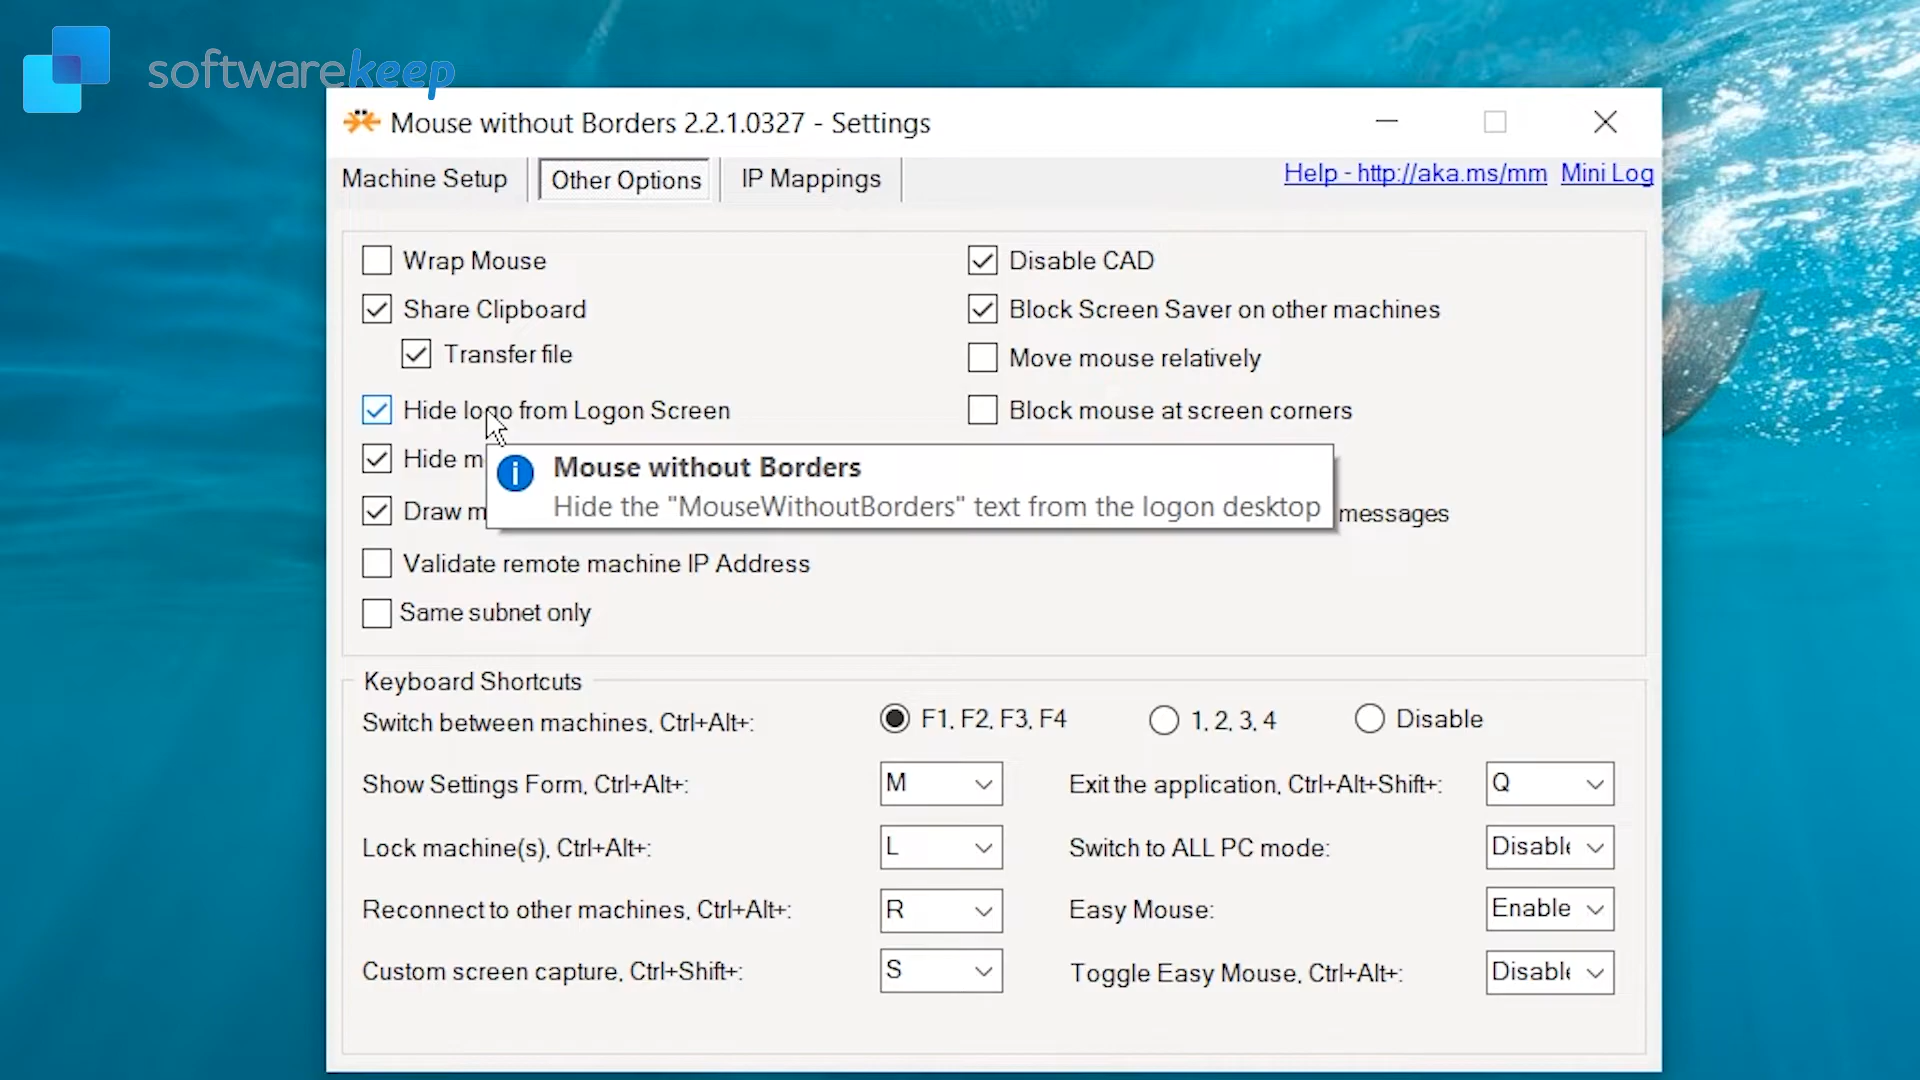 softwarekeep
Mouse without Borders 2.2.1.0327 - Settings
Machine Setup
Other Options
IP Mappings
Help - http://aka.ms/mm
Mini Log
Wrap Mouse
Share Clipboard
Transfer file
Hide logo from Logon Screen
Hide m
Draw m
Validate remote machine IP Address
Same subnet only
Disable CAD
Block Screen Saver on other machines
Move mouse relatively
Block mouse at screen corners
messages
Mouse without Borders
Hide the "MouseWithoutBorders" text from the logon desktop
Keyboard Shortcuts
Switch between machines, Ctrl+Alt+: F1, F2, F3, F4 1, 2, 3, 4 Disable
Show Settings Form, Ctrl+Alt+: M Exit the application, Ctrl+Alt+Shift+: Q
Lock machine(s), Ctrl+Alt+: L Switch to ALL PC mode: Disabl
Reconnect to other machines, Ctrl+Alt+: R Easy Mouse: Enable
Custom screen capture, Ctrl+Shift+: S Toggle Easy Mouse, Ctrl+Alt+: Disabl